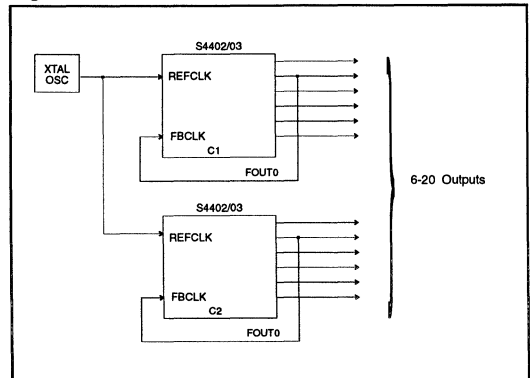 S4402/03
XTAL
OSC
REFCLK
FBCLK
C1
FOUT0
6-20 Outputs
S4402/03
REFCLK
FBCLK
C2
FOUT0